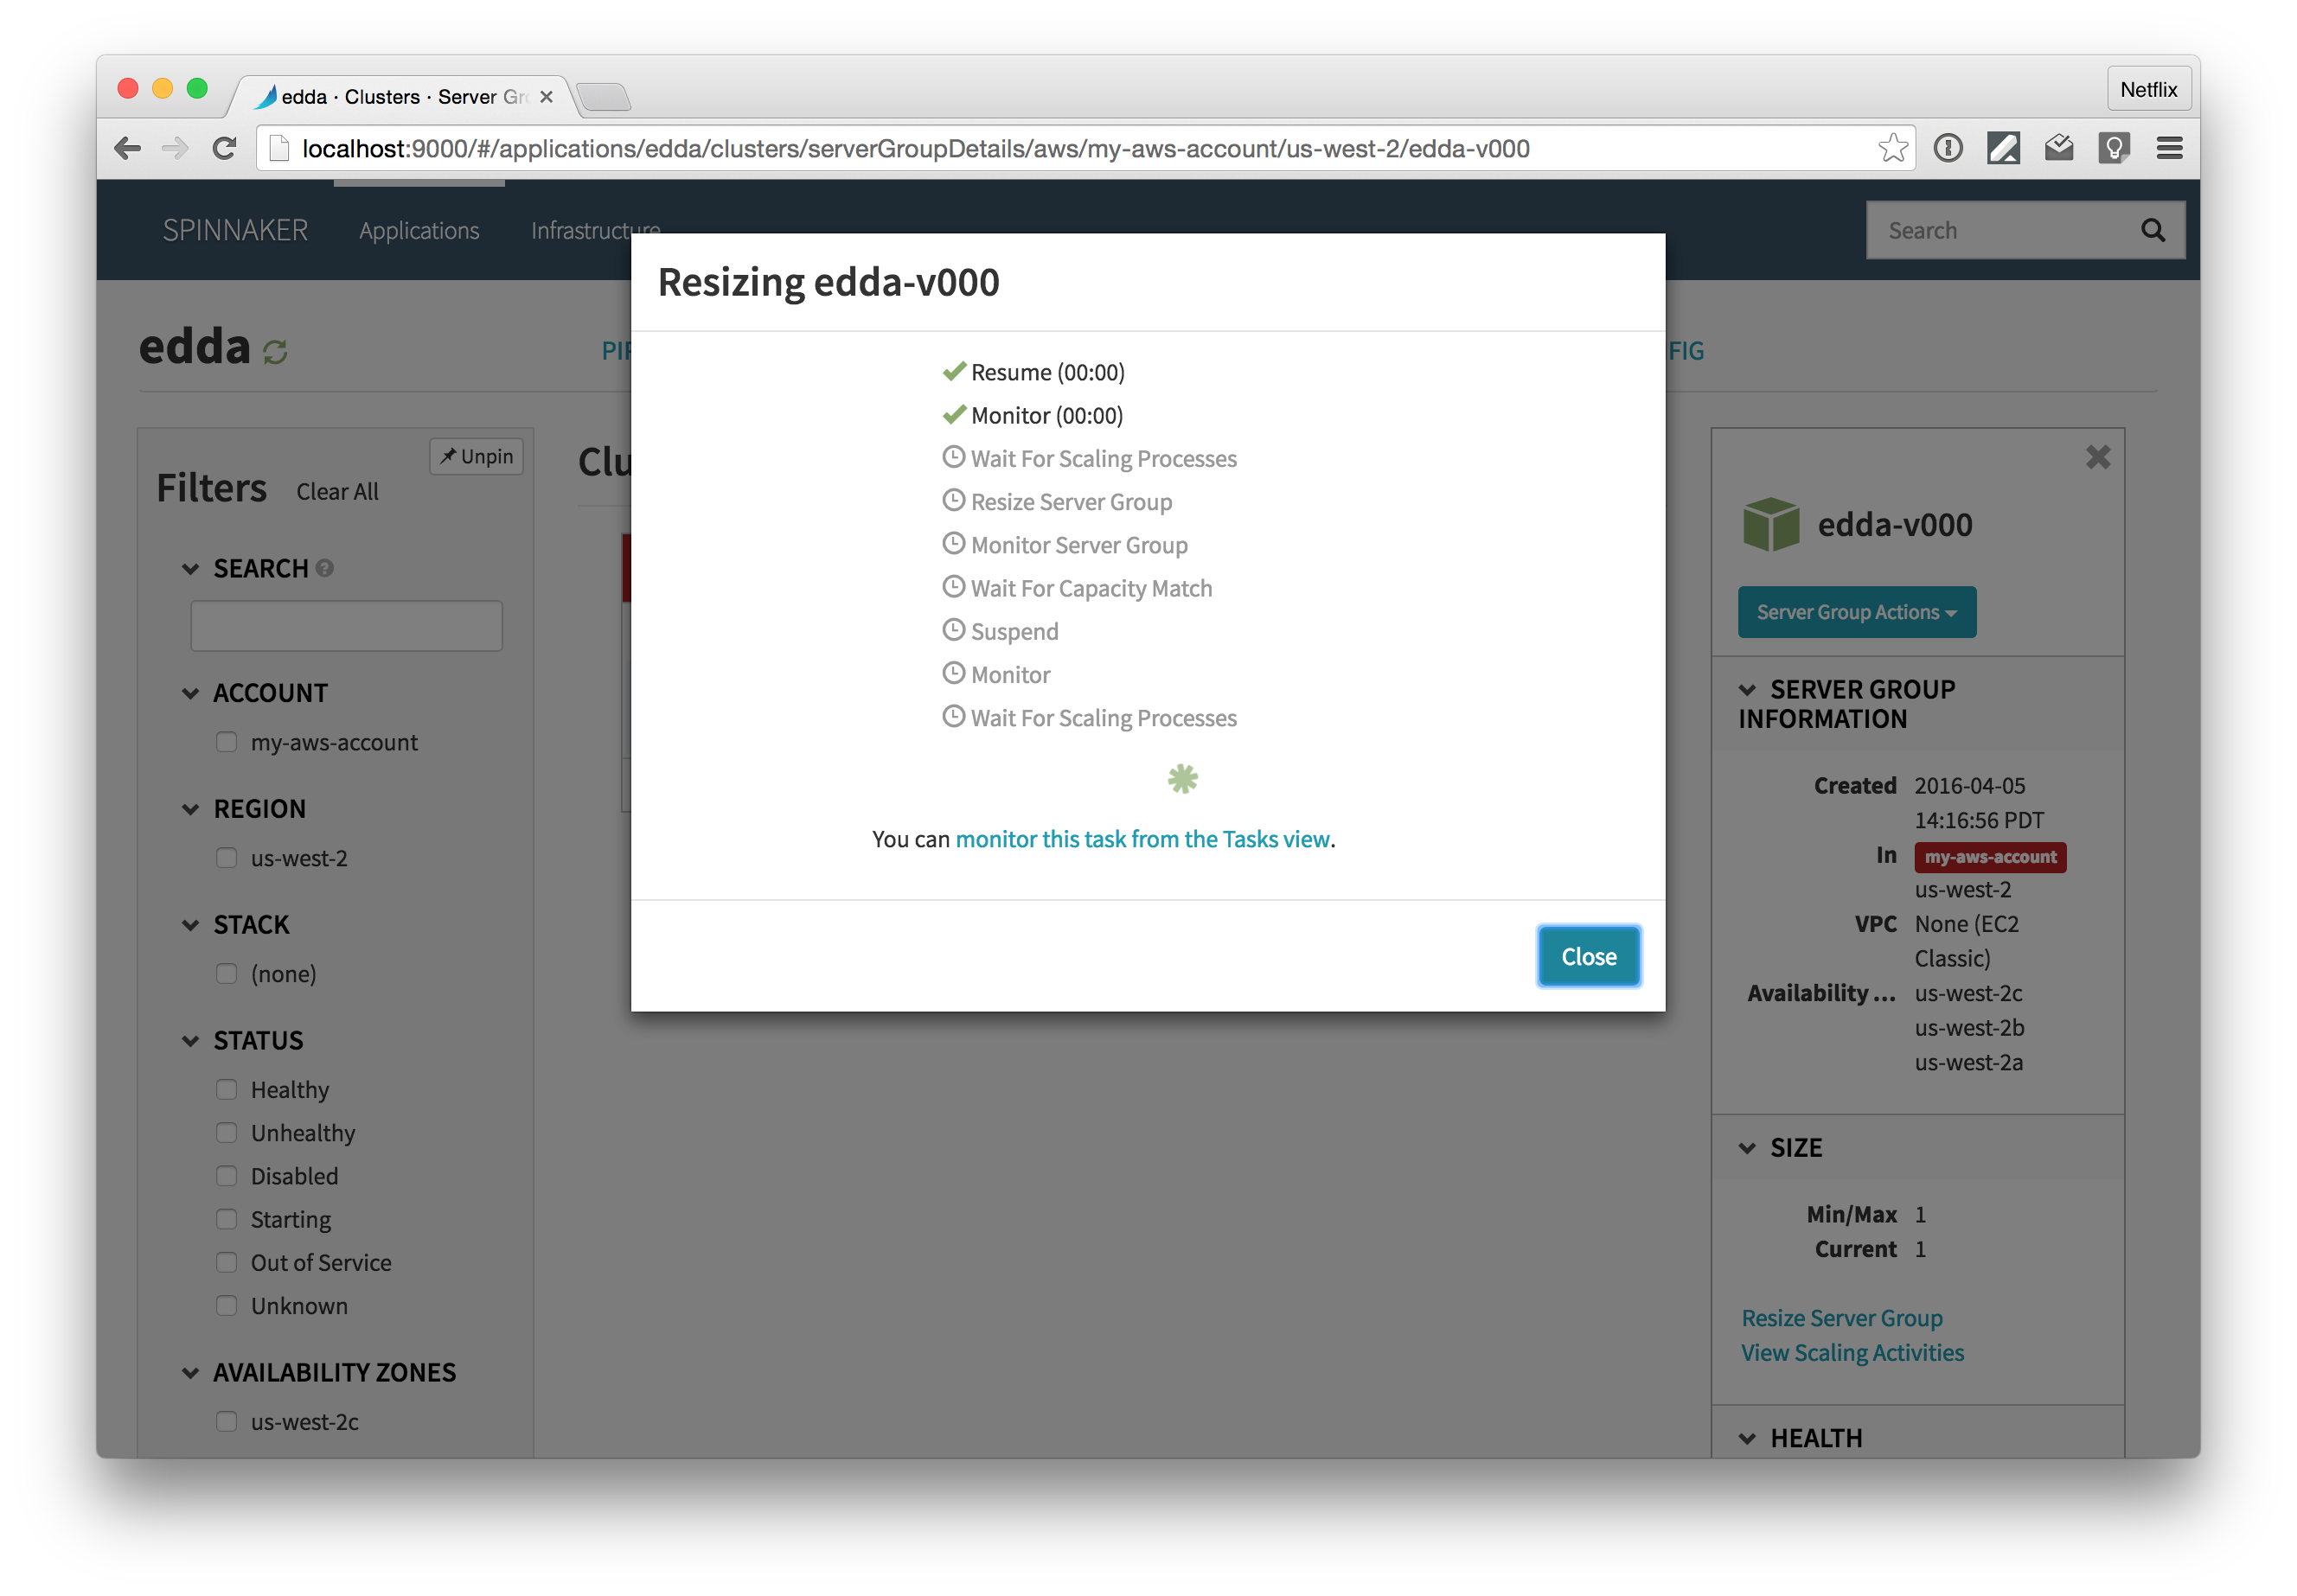 edda · Clusters · Server Gr
Netflix
localhost:9000/#/applications/edda/clusters/serverGroupDetails/aws/my-aws-account/us-west-2/edda-v000
SPINNAKER
Applications
Infrastructure
Search
edda
PIP
FIG
Unpin
Filters
Clear All
SEARCH
ACCOUNT
my-aws-account
REGION
us-west-2
STACK
(none)
STATUS
Healthy
Unhealthy
Disabled
Starting
Out of Service
Unknown
AVAILABILITY ZONES
us-west-2c
Clu
Resizing edda-v000
Resume (00:00)
Monitor (00:00)
Wait For Scaling Processes
Resize Server Group
Monitor Server Group
Wait For Capacity Match
Suspend
Monitor
Wait For Scaling Processes
You can monitor this task from the Tasks view.
Close
edda-v000
Server Group Actions
SERVER GROUP
INFORMATION
Created 2016-04-05
14:16:56 PDT
In my-aws-account
us-west-2
VPC None (EC2
Classic)
Availability ... us-west-2c
us-west-2b
us-west-2a
SIZE
Min/Max 1
Current 1
Resize Server Group
View Scaling Activities
HEALTH